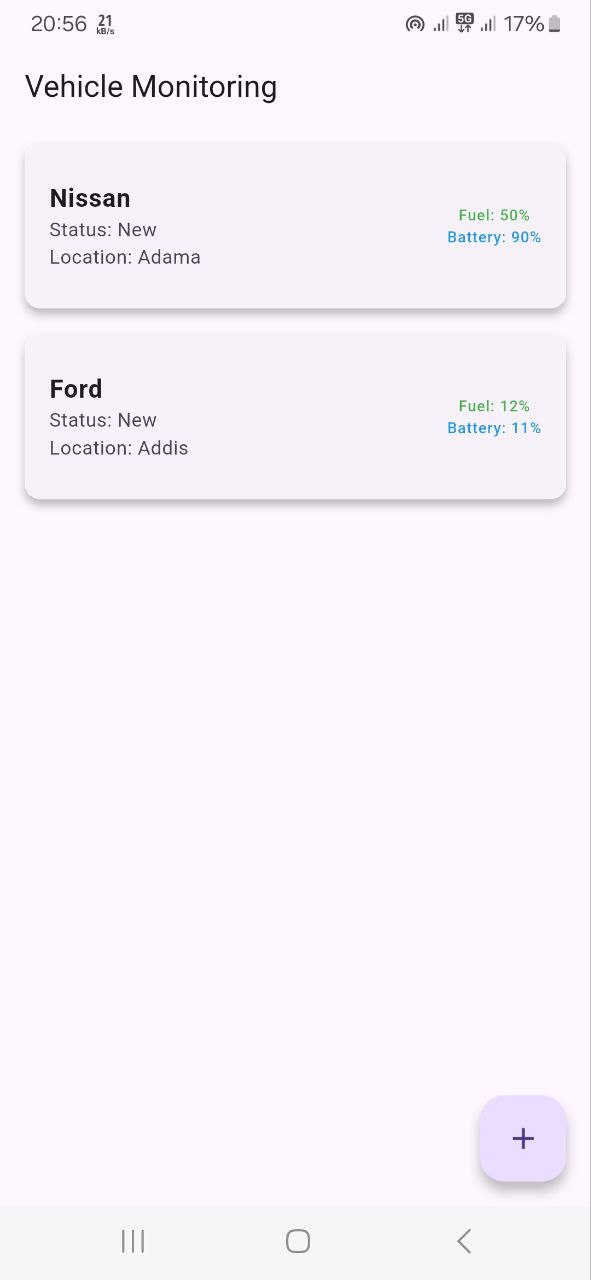 20:56 21 kB/s 5G 17%
Vehicle Monitoring
Nissan
Status: New
Location: Adama
Fuel: 50%
Battery: 90%
Ford
Status: New
Location: Addis
Fuel: 12%
Battery: 11%
+